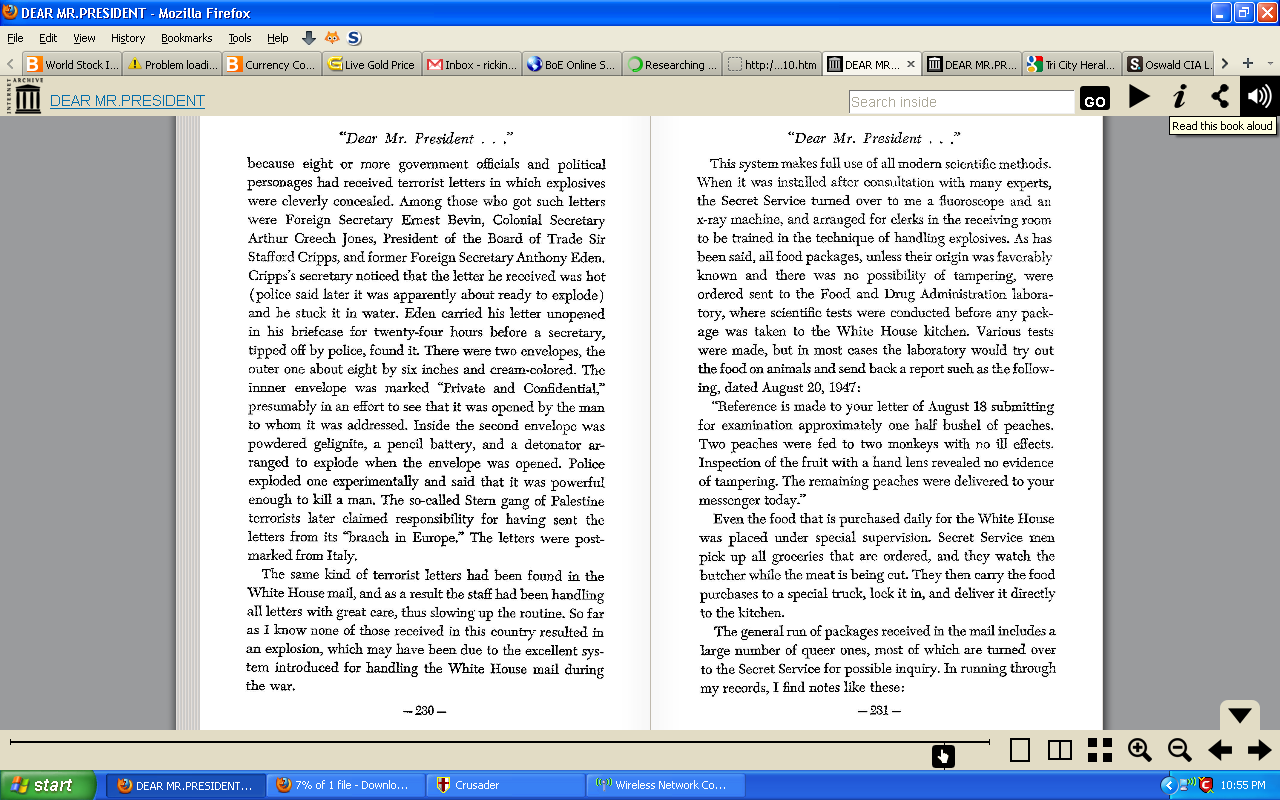 DEAR MR.PRESIDENT - Mozilla Firefox
File Edit View History Bookmarks Tools Help
World Stock I... Problem loadi... Currency Co... Live Gold Price Inbox - rickin... BoE Online S... Researching ... http:/...10.htm DEAR MR.... DEAR MR.PR... Tri City Heral... Oswald CIA L...
INTERNET ARCHIVE
DEAR MR.PRESIDENT
Search inside
GO
Read this book aloud
"Dear Mr. President . . ."
because eight or more government officials and political
personages had received terrorist letters in which explosives
were cleverly concealed. Among those who got such letters
were Foreign Secretary Ernest Bevin, Colonial Secretary
Arthur Creech Jones, President of the Board of Trade Sir
Stafford Cripps, and former Foreign Secretary Anthony Eden.
Cripps's secretary noticed that the letter he received was hot
(police said later it was apparently about ready to explode)
and he stuck it in water. Eden carried his letter unopened
in his briefcase for twenty-four hours before a secretary,
tipped off by police, found it. There were two envelopes, the
outer one about eight by six inches and cream-colored. The
innner envelope was marked "Private and Confidential,"
presumably in an effort to see that it was opened by the man
to whom it was addressed. Inside the second envelope was
powdered gelignite, a pencil battery, and a detonator ar-
ranged to explode when the envelope was opened. Police
exploded one experimentally and said that it was powerful
enough to kill a man. The so-called Stern gang of Palestine
terrorists later claimed responsibility for having sent the
letters from its "branch in Europe." The letters were post-
marked from Italy.
The same kind of terrorist letters had been found in the
White House mail, and as a result the staff had been handling
all letters with great care, thus slowing up the routine. So far
as I know none of those received in this country resulted in
an explosion, which may have been due to the excellent sys-
tem introduced for handling the White House mail during
the war.
—230—
"Dear Mr. President . . ."
This system makes full use of all modern scientific methods.
When it was installed after consultation with many experts,
the Secret Service turned over to me a fluoroscope and an
x-ray machine, and arranged for clerks in the receiving room
to be trained in the technique of handling explosives. As has
been said, all food packages, unless their origin was favorably
known and there was no possibility of tampering, were
ordered sent to the Food and Drug Administration labora-
tory, where scientific tests were conducted before any pack-
age was taken to the White House kitchen. Various tests
were made, but in most cases the laboratory would try out
the food on animals and send back a report such as the follow-
ing, dated August 20, 1947:
"Reference is made to your letter of August 18 submitting
for examination approximately one half bushel of peaches.
Two peaches were fed to two monkeys with no ill effects.
Inspection of the fruit with a hand lens revealed no evidence
of tampering. The remaining peaches were delivered to your
messenger today."
Even the food that is purchased daily for the White House
was placed under special supervision. Secret Service men
pick up all groceries that are ordered, and they watch the
butcher while the meat is being cut. They then carry the food
purchases to a special truck, lock it in, and deliver it directly
to the kitchen.
The general run of packages received in the mail includes a
large number of queer ones, most of which are turned over
to the Secret Service for possible inquiry. In running through
my records, I find notes like these:
—231—
start DEAR MR.PRESIDENT... 7% of 1 file - Downlo... Crusader Wireless Network Co... 10:55 PM